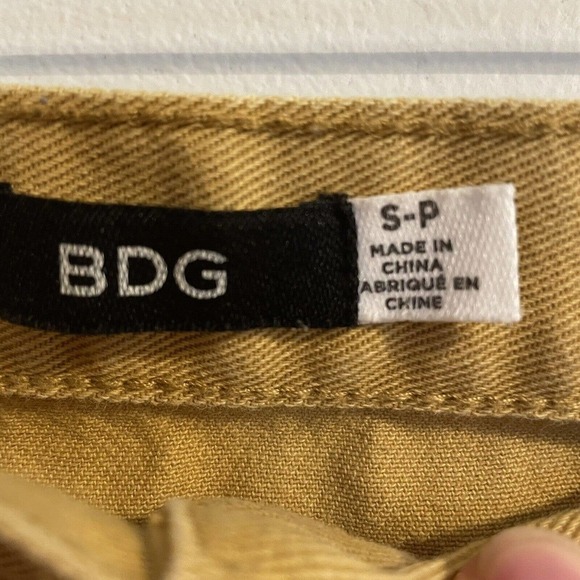 BDG
S-P
MADE IN
CHINA
ABRIQUÉ EN
CHINE